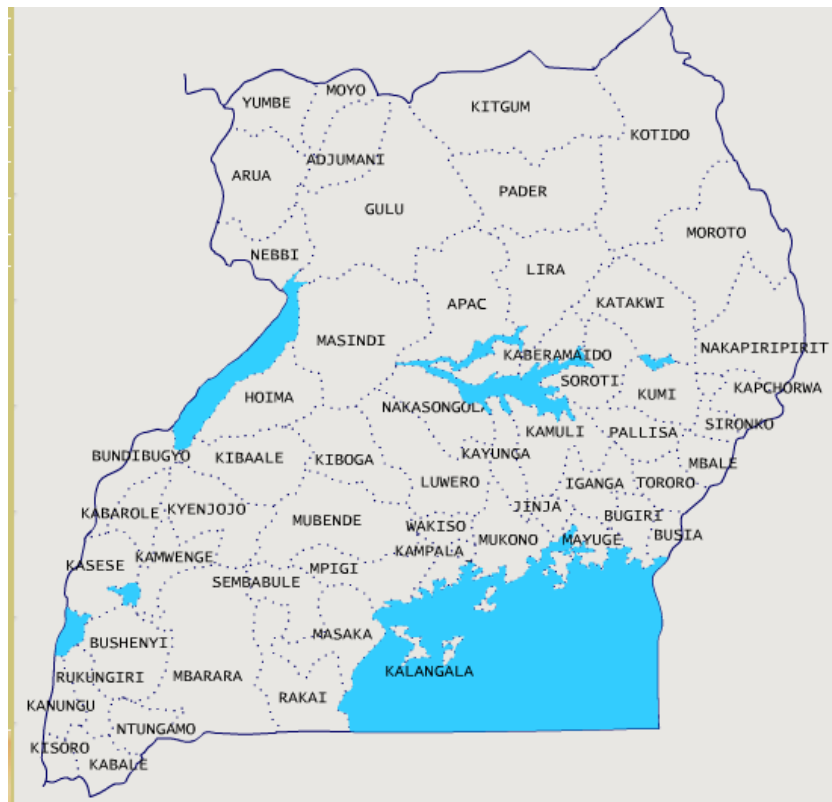 MOYO
YUMBE
KITGUM
KOTIDO
ADJUMANI
ARUA
PADER
GULU
MOROTO
NEBBI
LIRA
APAC
KATAKWI
MASINDI
NAKAPIRIPIRIT
KABERAMAIDO
SOROTI
KAPCHORWA
KUMI
HOIMA
NAKASONGOLA
SIRONKO
KAMULI
PALLISA
BUNDIBUGYO
KIBAALE
KIBOGA
KAYUNGA
MBALE
LUWERO
IGANGA
TORORO
KABAROLE
KYENJOJO
JINJA
MUBENDE
BUGIRI
WAKISO
MUKONO
MAYUGE
BUSIA
KAMPALA
KASESE
KAMWENGE
MPIGI
SEMBABULE
MASAKA
BUSHENYI
KALANGALA
RUKUNGIRI
MBARARA
RAKAI
KANUNGU
NTUNGAMO
KISORO
KABALE